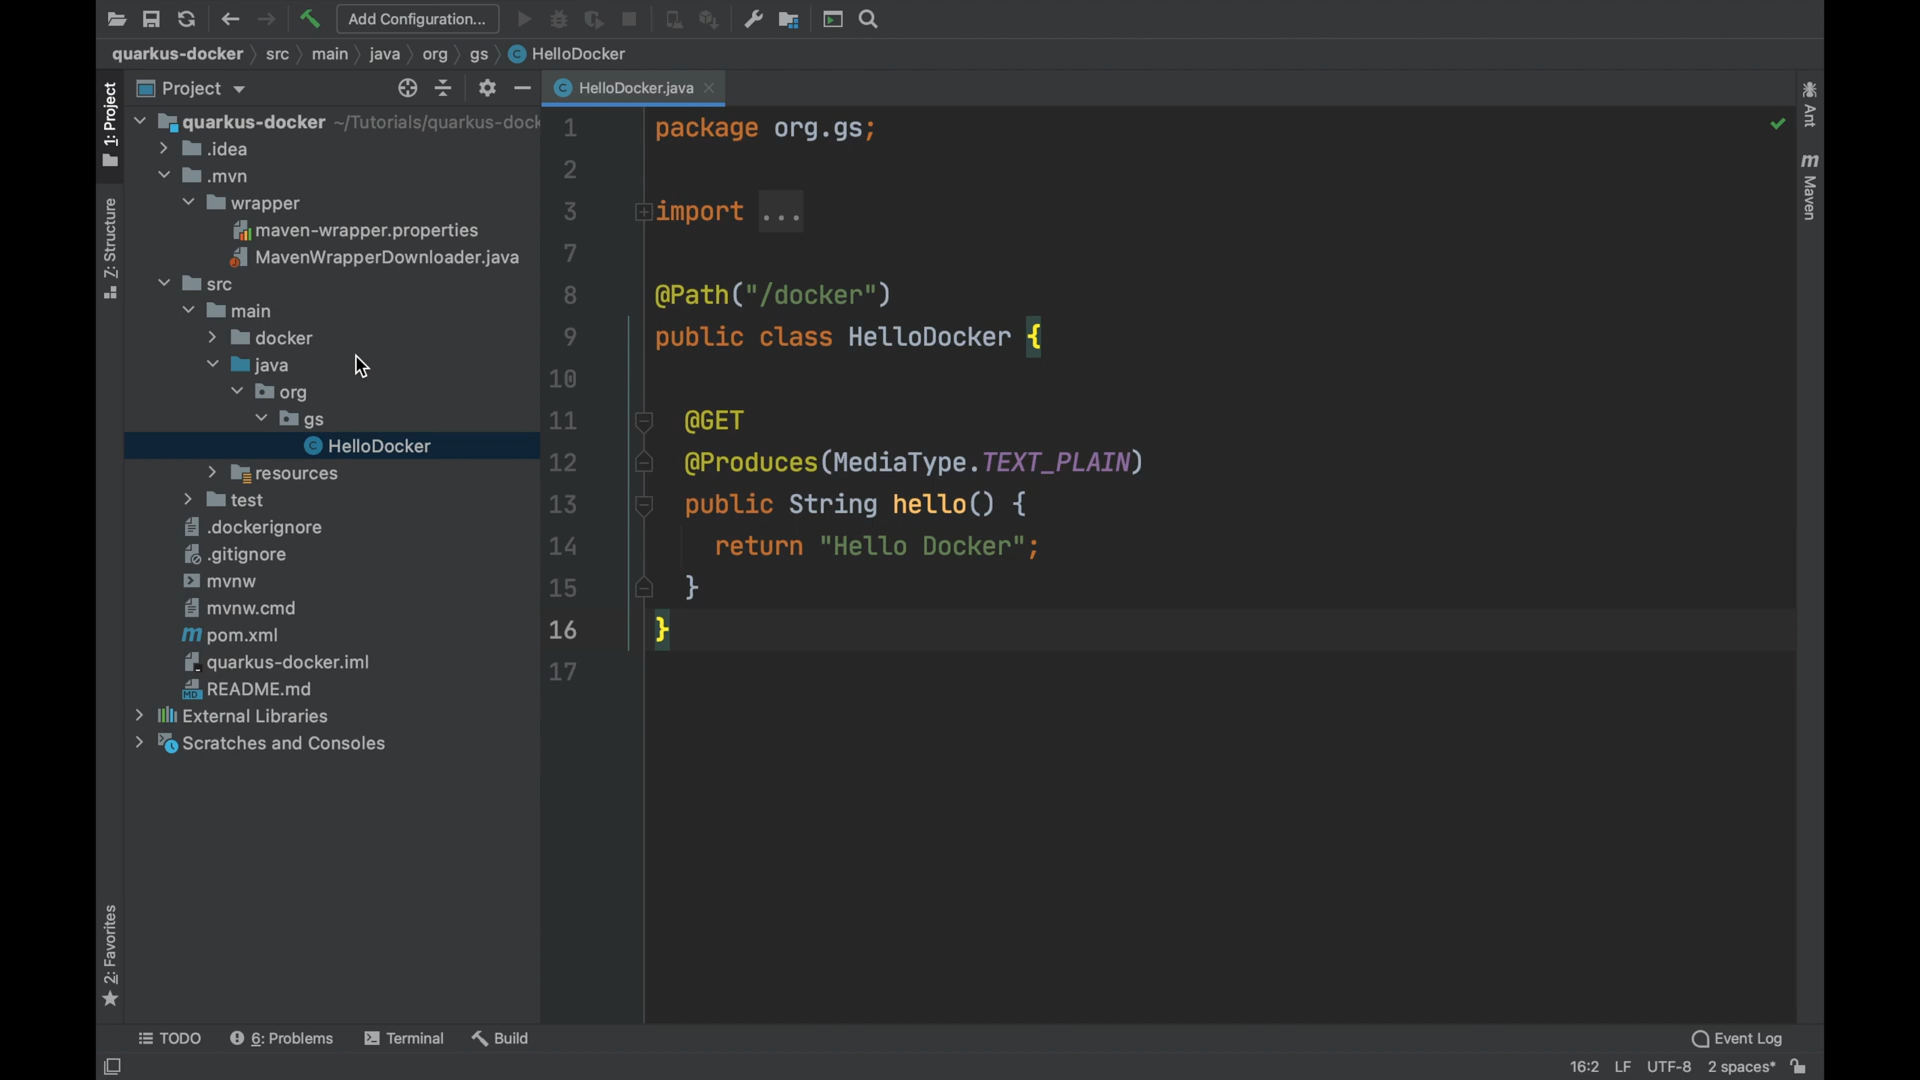 Add Configuration...
quarkus-docker src main java org gs HelloDocker
Project
HelloDocker.java
1: Project
Z: Structure
2: Favorites
quarkus-docker ~/Tutorials/quarkus-dock
.idea
.mvn
wrapper
maven-wrapper.properties
MavenWrapperDownloader.java
src
main
docker
java
org
gs
HelloDocker
resources
test
.dockerignore
.gitignore
mvnw
mvnw.cmd
pom.xml
quarkus-docker.iml
README.md
External Libraries
Scratches and Consoles
1 package org.gs;
2
3 import ...
7
8 @Path("/docker")
9 public class HelloDocker {
10
11 @GET
12 @Produces(MediaType.TEXT_PLAIN)
13 public String hello() {
14 return "Hello Docker";
15 }
16 }
17
Ant
Maven
TODO 6: Problems Terminal Build Event Log
16:2 LF UTF-8 2 spaces*